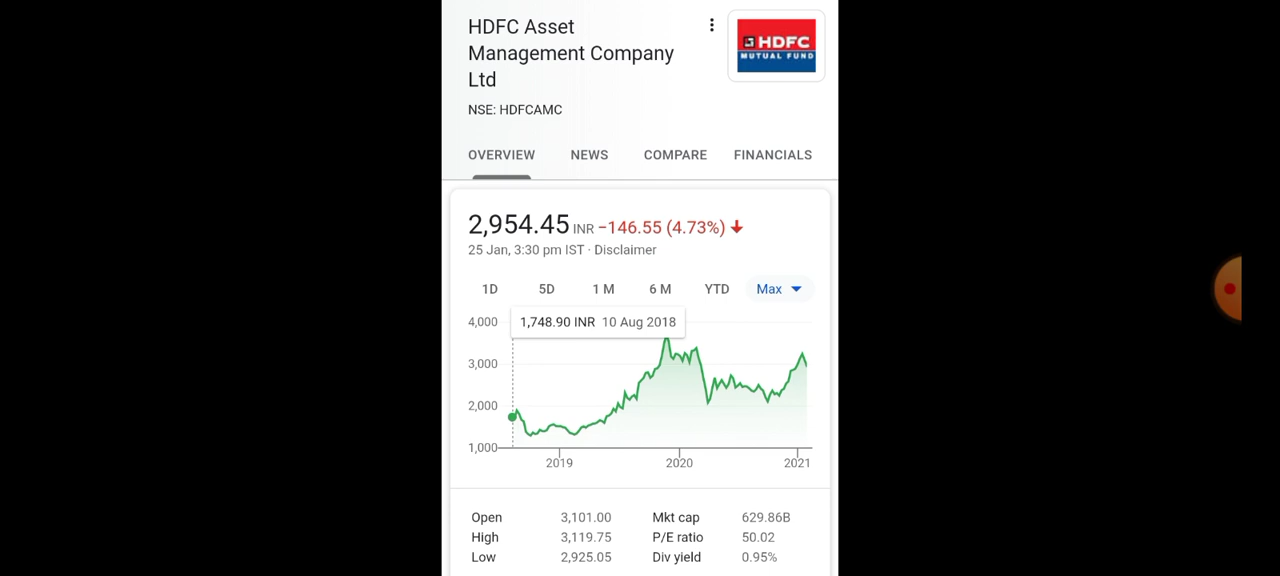 HDFC Asset
Management Company
Ltd
HDFC
MUTUAL FUND
NSE: HDFCAMC
OVERVIEW NEWS COMPARE FINANCIALS
2,954.45 INR −146.55 (4.73%)
25 Jan, 3:30 pm IST · Disclaimer
1D 5D 1 M 6 M YTD Max
1,748.90 INR 10 Aug 2018
4,000
3,000
2,000
1,000
2019 2020 2021
Open 3,101.00 Mkt cap 629.86B
High 3,119.75 P/E ratio 50.02
Low 2,925.05 Div yield 0.95%